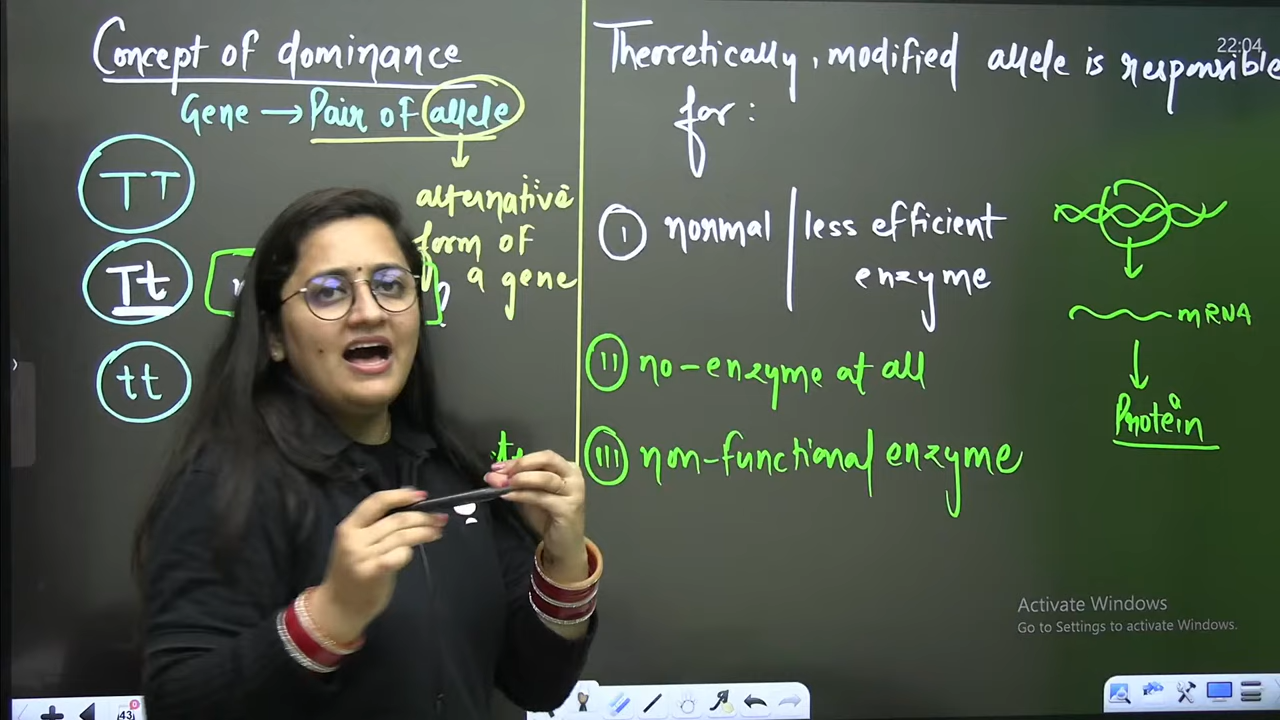 Concept of dominance
Gene → Pair of allele
alternative
form of
a gene
TT
Tt
tt
Theoretically, modified allele is responsible
for:
I normal | less efficient
enzyme
II no-enzyme at all
III non-functional enzyme
mRNA
Protein
22:04
Activate Windows
Go to Settings to activate Windows.
43